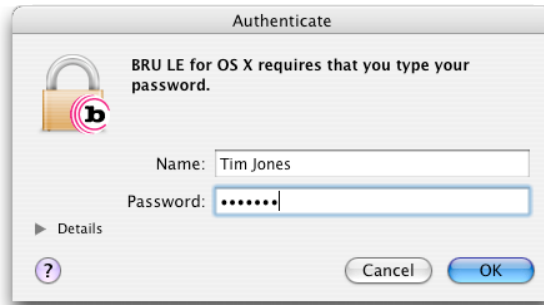 Authenticate
BRU LE for OS X requires that you type your
password.
b
Name: Tim Jones
Password: •••••••
Details
?
Cancel OK